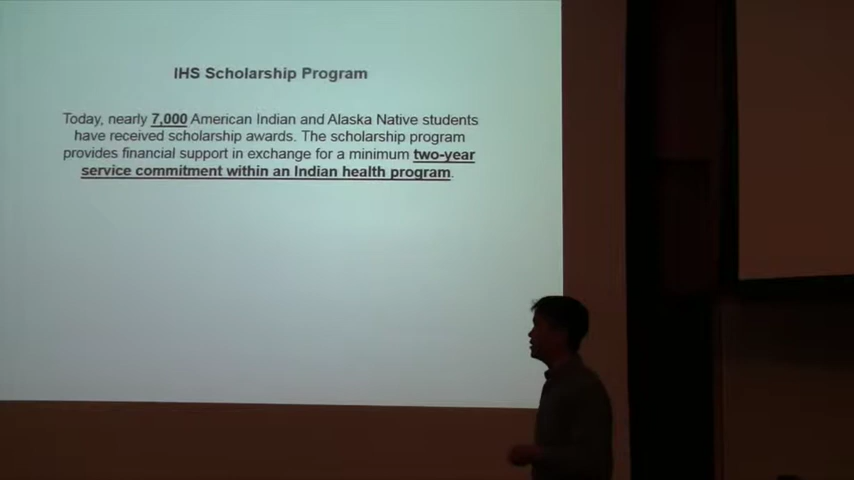 IHS Scholarship Program
Today, nearly 7,000 American Indian and Alaska Native students
have received scholarship awards. The scholarship program
provides financial support in exchange for a minimum two-year
service commitment within an Indian health program.